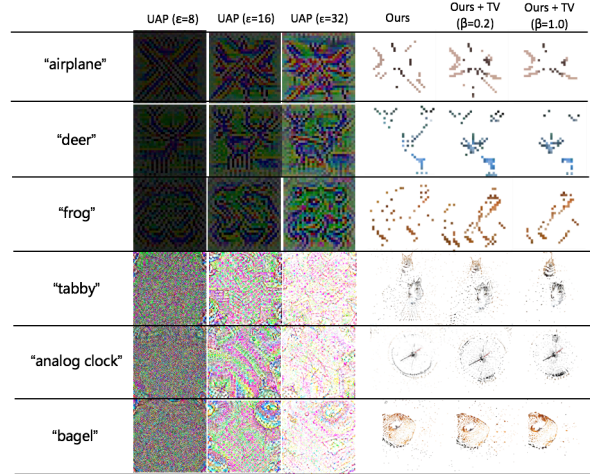 UAP (ε=8) UAP (ε=16) UAP (ε=32) Ours Ours + TV (β=0.2) Ours + TV (β=1.0)
“airplane”
“deer”
“frog”
“tabby”
“analog clock”
“bagel”